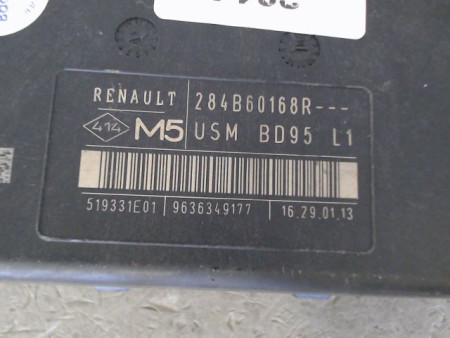 RENAULT 284B60168R---
414 M5 USM BD95 L1
519331E01 9636349177 16.29.01.13